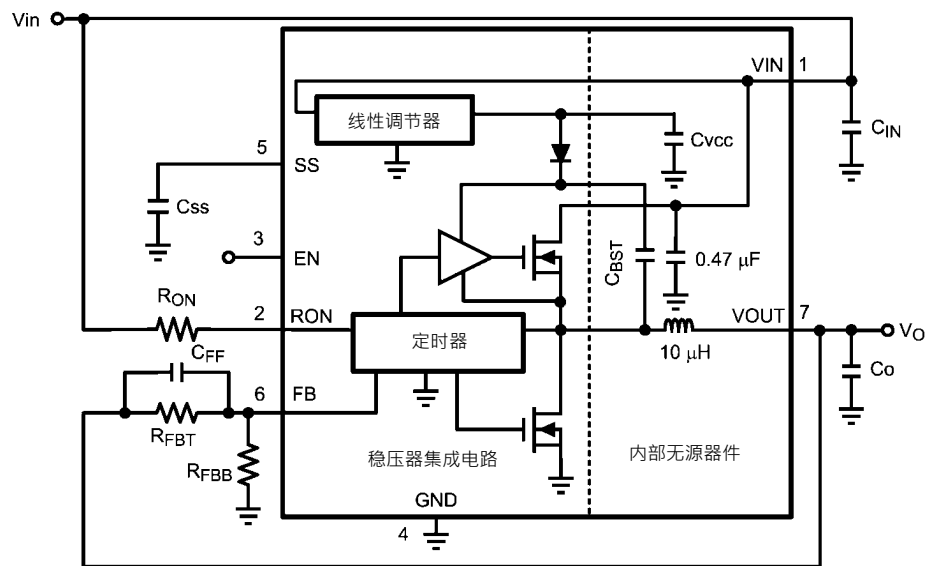 Vin
VIN 1
线性调节器
CVCC
CIN
5
SS
CSS
3
EN
CBST
0.47 μF
RON
2
RON
定时器
VOUT
7
VO
10 μH
CO
CFF
6
FB
RFBT
RFBB
稳压器集成电路
内部无源器件
GND
4